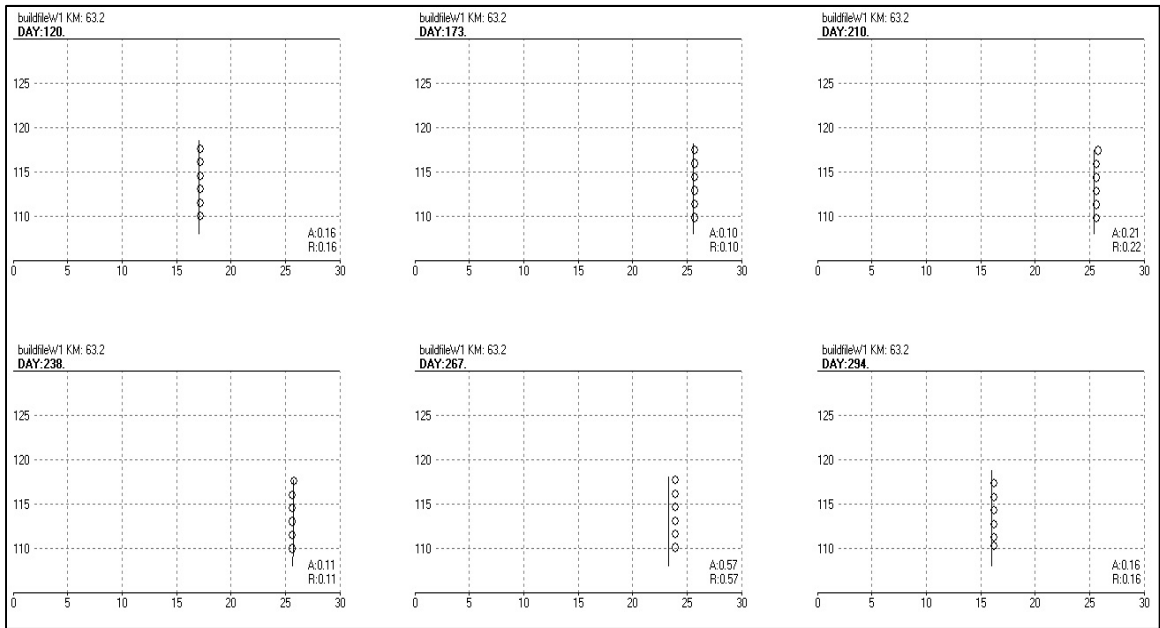 buildfileW1 KM: 63.2
DAY:120.
125
120
115
110
A:0.16
R:0.16
0 5 10 15 20 25 30
buildfileW1 KM: 63.2
DAY:173.
125
120
115
110
A:0.10
R:0.10
0 5 10 15 20 25 30
buildfileW1 KM: 63.2
DAY:210.
125
120
115
110
A:0.21
R:0.22
0 5 10 15 20 25 30
buildfileW1 KM: 63.2
DAY:238.
125
120
115
110
A:0.11
R:0.11
0 5 10 15 20 25 30
buildfileW1 KM: 63.2
DAY:267.
125
120
115
110
A:0.57
R:0.57
0 5 10 15 20 25 30
buildfileW1 KM: 63.2
DAY:294.
125
120
115
110
A:0.16
R:0.16
0 5 10 15 20 25 30